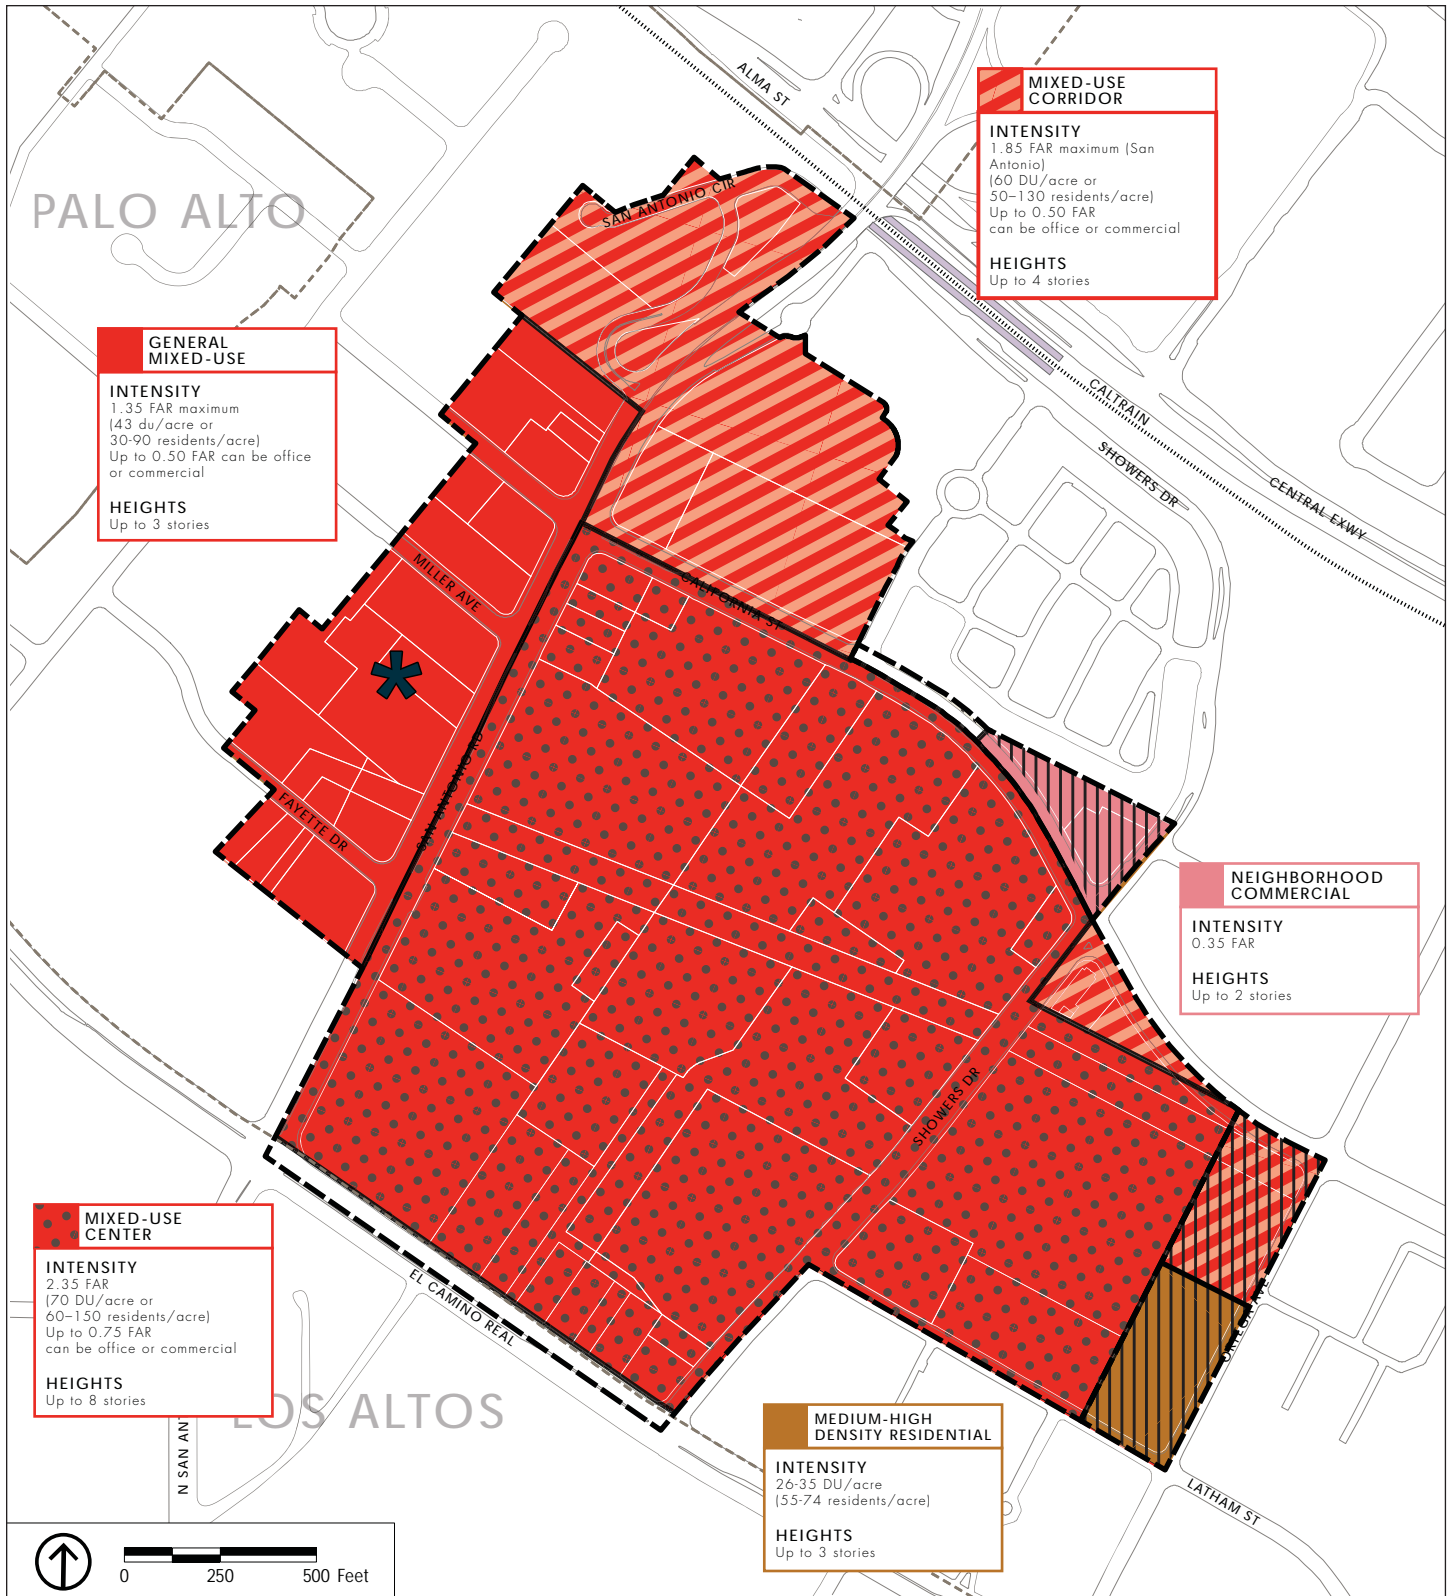 ALMA ST
MIXED-USE
CORRIDOR
INTENSITY
1.85 FAR maximum (San
Antonio)
(60 DU/acre or
50–130 residents/acre)
Up to 0.50 FAR
can be office or commercial
HEIGHTS
Up to 4 stories
PALO ALTO
SAN ANTONIO CIR
GENERAL
MIXED-USE
INTENSITY
1.35 FAR maximum
(43 du/acre or
30-90 residents/acre)
Up to 0.50 FAR can be office
or commercial
HEIGHTS
Up to 3 stories
CALTRAIN
SHOWERS DR
CENTRAL EXWY
MILLER AVE
CALIFORNIA ST
SAN ANTONIO RD
FAYETTE DR
NEIGHBORHOOD
COMMERCIAL
INTENSITY
0.35 FAR
HEIGHTS
Up to 2 stories
SHOWERS DR
MIXED-USE
CENTER
INTENSITY
2.35 FAR
(70 DU/acre or
60–150 residents/acre)
Up to 0.75 FAR
can be office or commercial
HEIGHTS
Up to 8 stories
EL CAMINO REAL
ORTEGA AVE
LOS ALTOS
N SAN ANT
MEDIUM-HIGH
DENSITY RESIDENTIAL
INTENSITY
26-35 DU/acre
(55-74 residents/acre)
HEIGHTS
Up to 3 stories
LATHAM ST
0 250 500 Feet